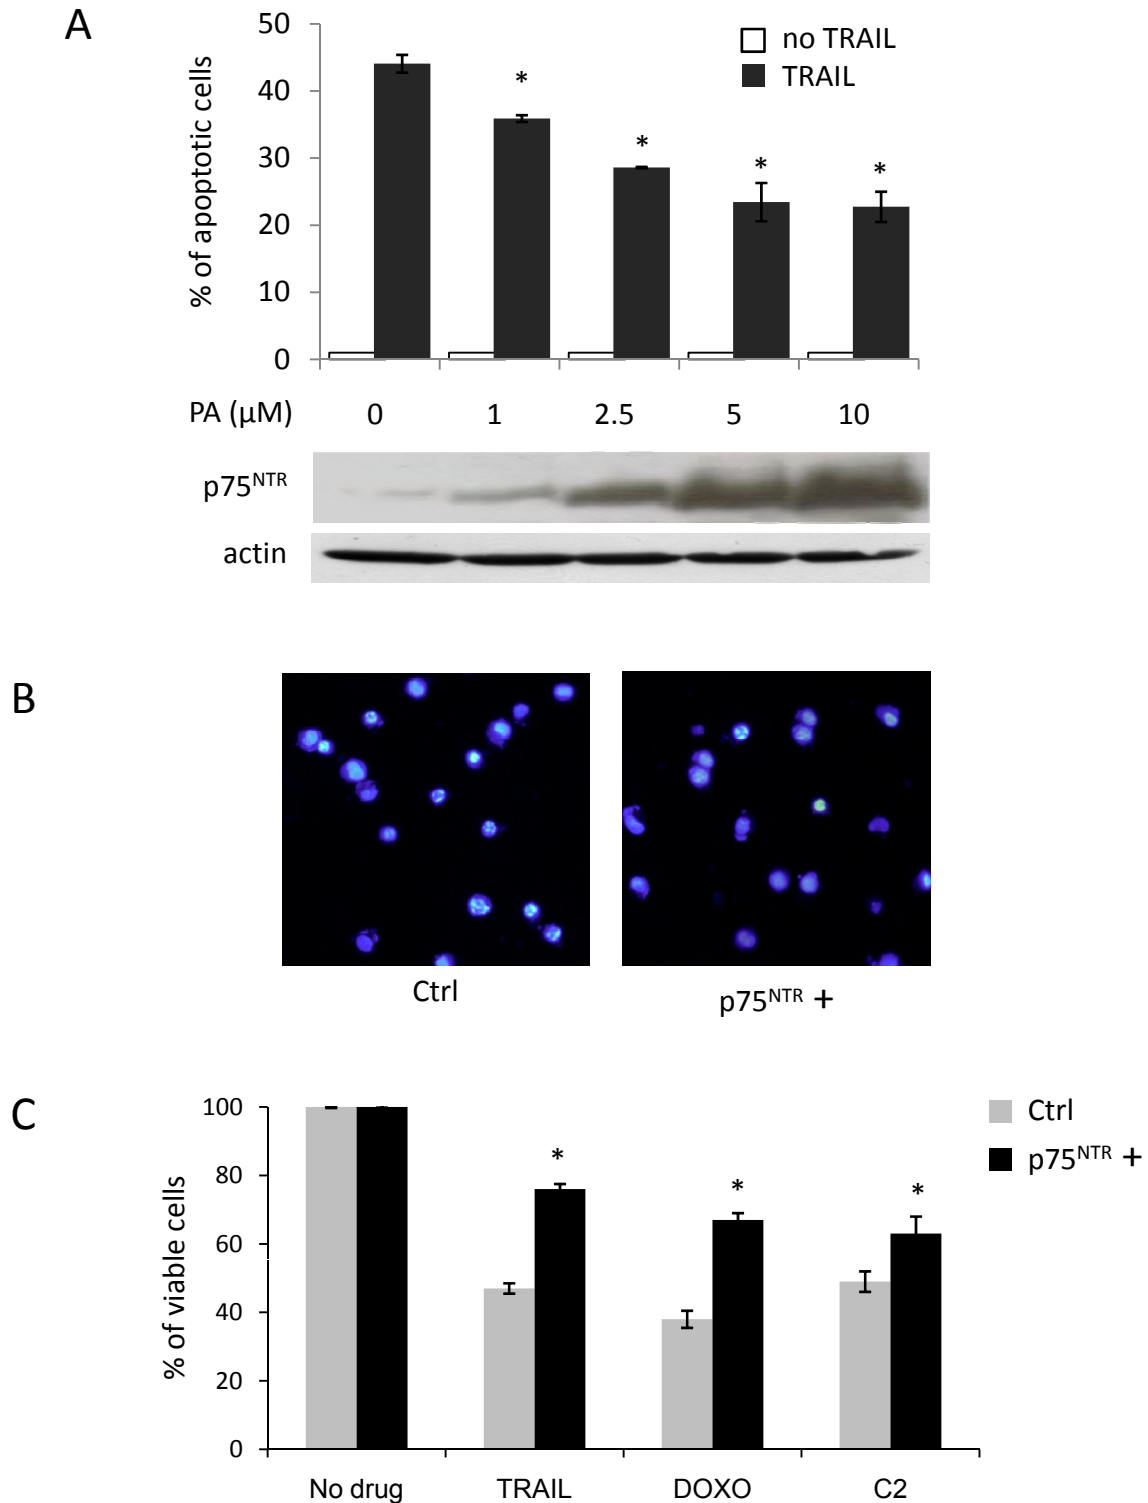 A
50
40
30
20
10
0
% of apoptotic cells
no TRAIL
TRAIL
*
*
*
*
PA (μM) 0 1 2.5 5 10
p75NTR
actin
B
Ctrl
p75NTR +
C
100
80
60
40
20
0
% of viable cells
Ctrl
p75NTR +
*
*
*
No drug TRAIL DOXO C2